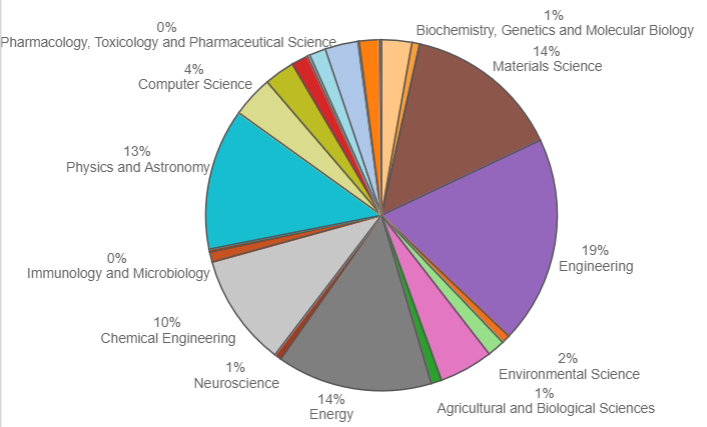 1%
Biochemistry, Genetics and Molecular Biology
14%
Materials Science
19%
Engineering
2%
Environmental Science
1%
Agricultural and Biological Sciences
14%
Energy
1%
Neuroscience
10%
Chemical Engineering
0%
Immunology and Microbiology
13%
Physics and Astronomy
4%
Computer Science
0%
Pharmacology, Toxicology and Pharmaceutical Science